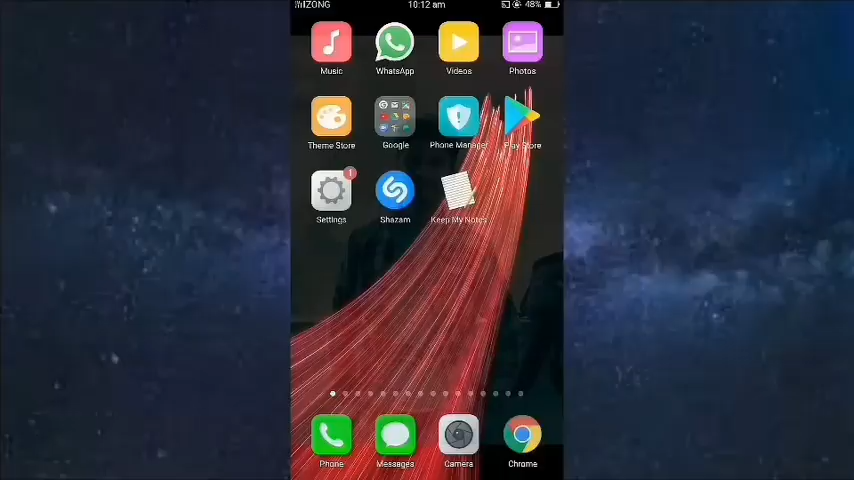 ZONG 10:12 am 48%
Music WhatsApp Videos Photos
Theme Store Google Phone Manager Play Store
1
Settings Shazam Keep My Notes
Phone Messages Camera Chrome